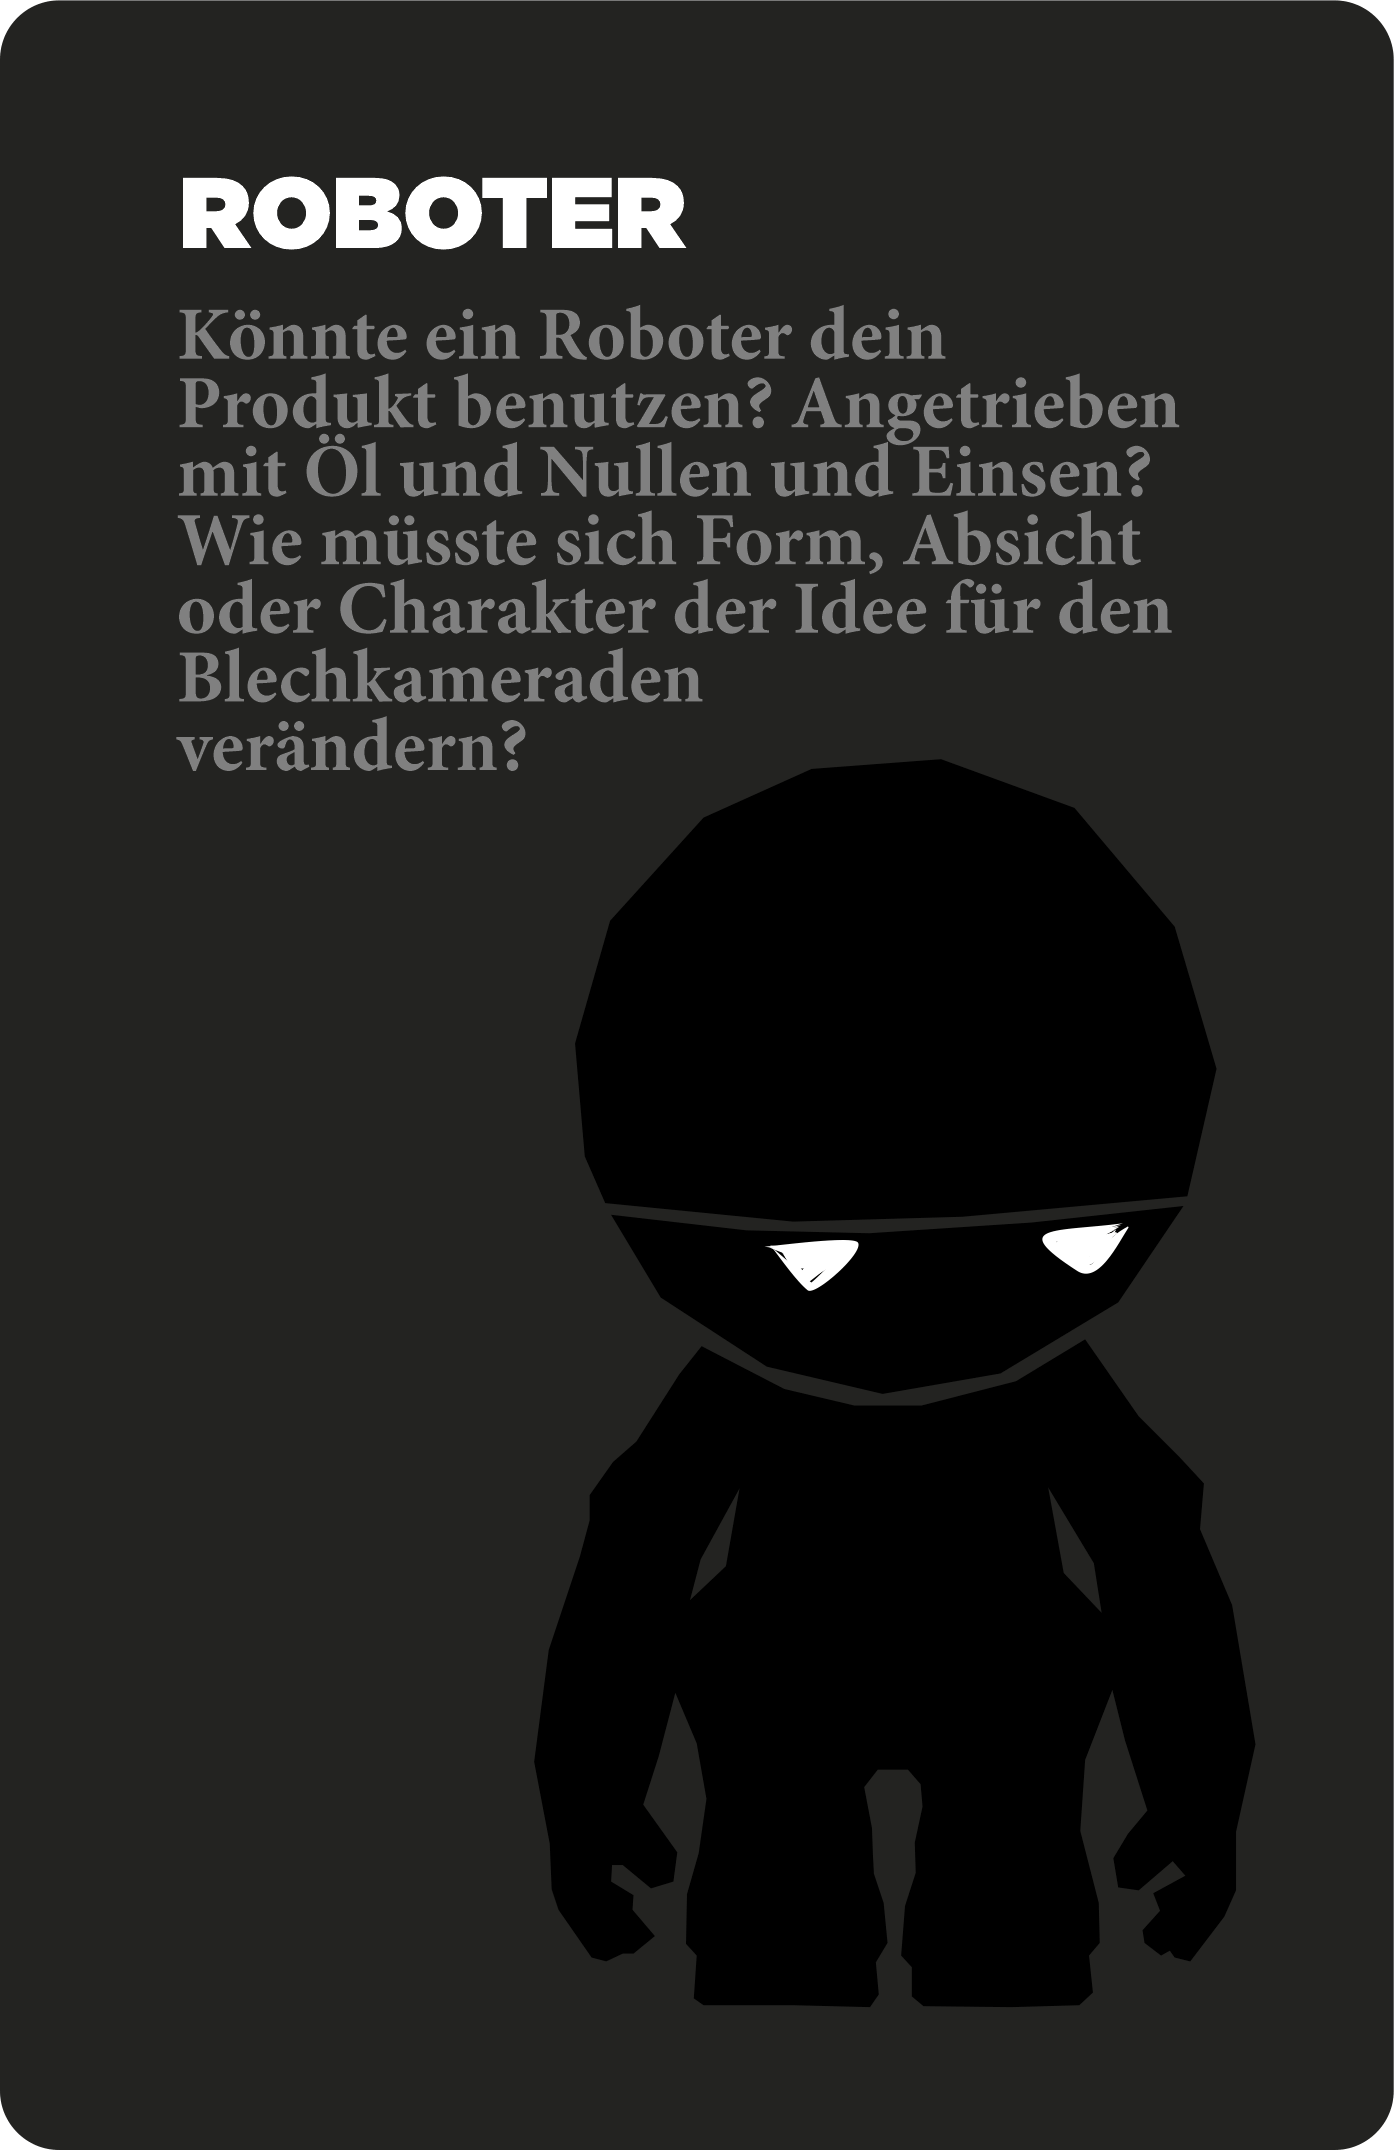 ROBOTER
Könnte ein Roboter dein
Produkt benutzen? Angetrieben
mit Öl und Nullen und Einsen?
Wie müsste sich Form, Absicht
oder Charakter der Idee für den
Blechkameraden
verändern?